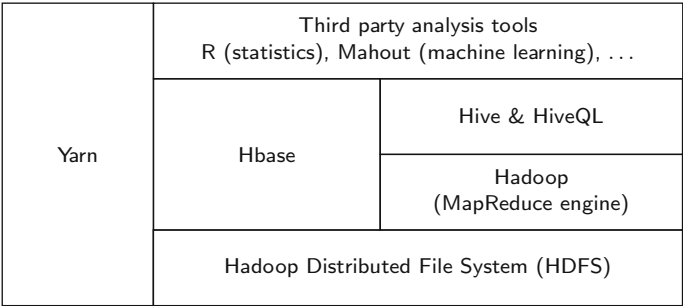 Third party analysis tools
R (statistics), Mahout (machine learning), ...
Yarn
Hbase
Hive & HiveQL
Hadoop
(MapReduce engine)
Hadoop Distributed File System (HDFS)